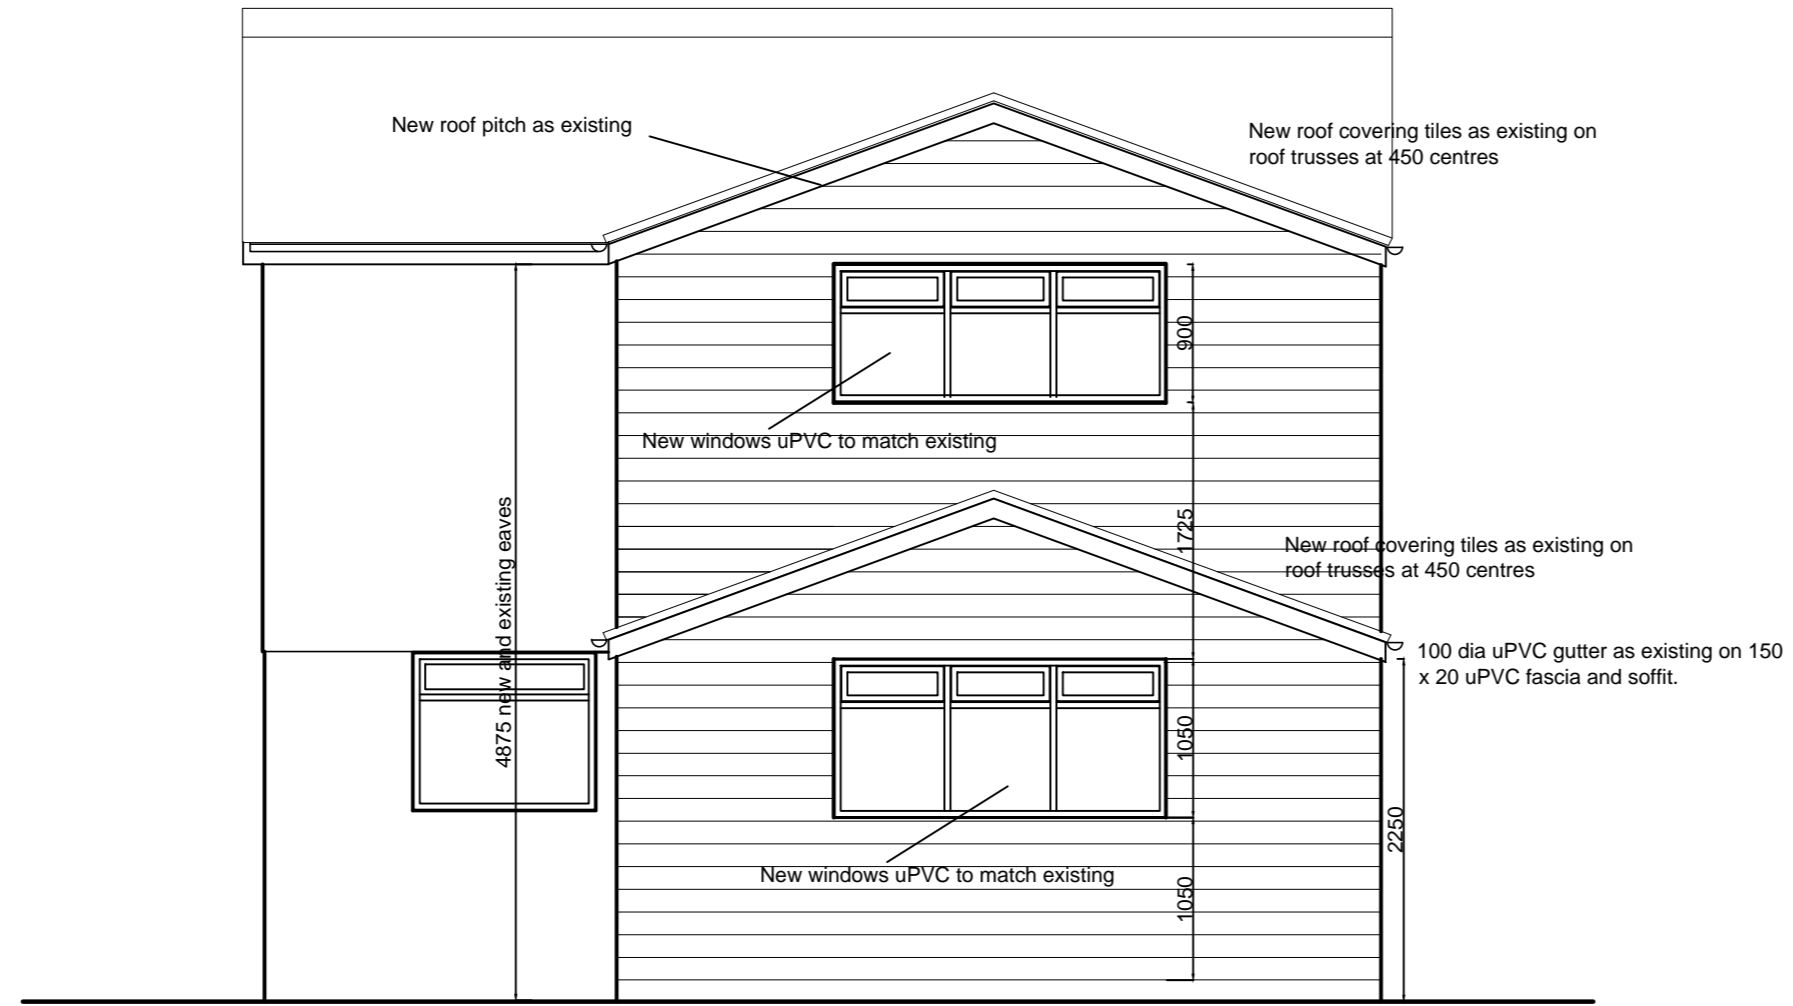 New roof pitch as existing
New roof covering tiles as existing on
roof trusses at 450 centres
900
New windows uPVC to match existing
4875 new and existing eaves
1725
New roof covering tiles as existing on
roof trusses at 450 centres
100 dia uPVC gutter as existing on 150
x 20 uPVC fascia and soffit.
1050
2250
New windows uPVC to match existing
1050